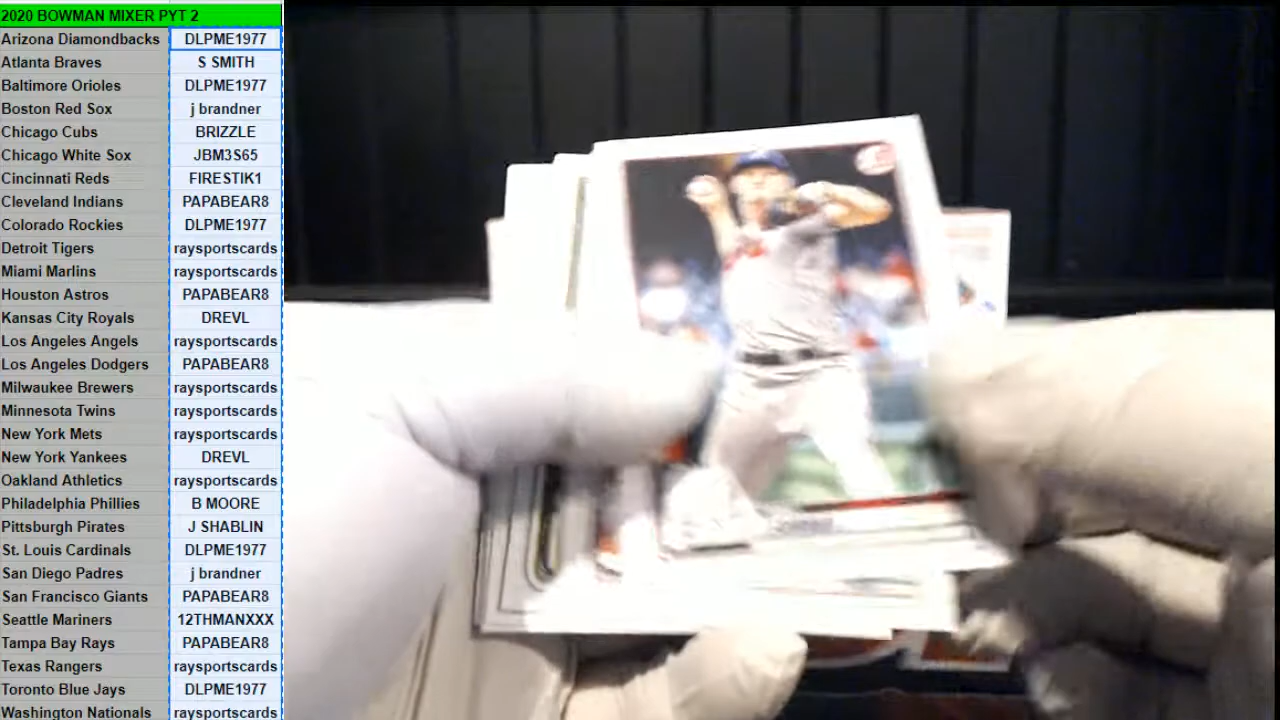 2020 BOWMAN MIXER PYT 2
Arizona Diamondbacks DLPME1977
Atlanta Braves S SMITH
Baltimore Orioles DLPME1977
Boston Red Sox j brandner
Chicago Cubs BRIZZLE
Chicago White Sox JBM3S65
Cincinnati Reds FIRESTIK1
Cleveland Indians PAPABEAR8
Colorado Rockies DLPME1977
Detroit Tigers raysportscards
Miami Marlins raysportscards
Houston Astros PAPABEAR8
Kansas City Royals DREVL
Los Angeles Angels raysportscards
Los Angeles Dodgers PAPABEAR8
Milwaukee Brewers raysportscards
Minnesota Twins raysportscards
New York Mets raysportscards
New York Yankees DREVL
Oakland Athletics raysportscards
Philadelphia Phillies B MOORE
Pittsburgh Pirates J SHABLIN
St. Louis Cardinals DLPME1977
San Diego Padres j brandner
San Francisco Giants PAPABEAR8
Seattle Mariners 12THMANXXX
Tampa Bay Rays PAPABEAR8
Texas Rangers raysportscards
Toronto Blue Jays DLPME1977
Washington Nationals raysportscards